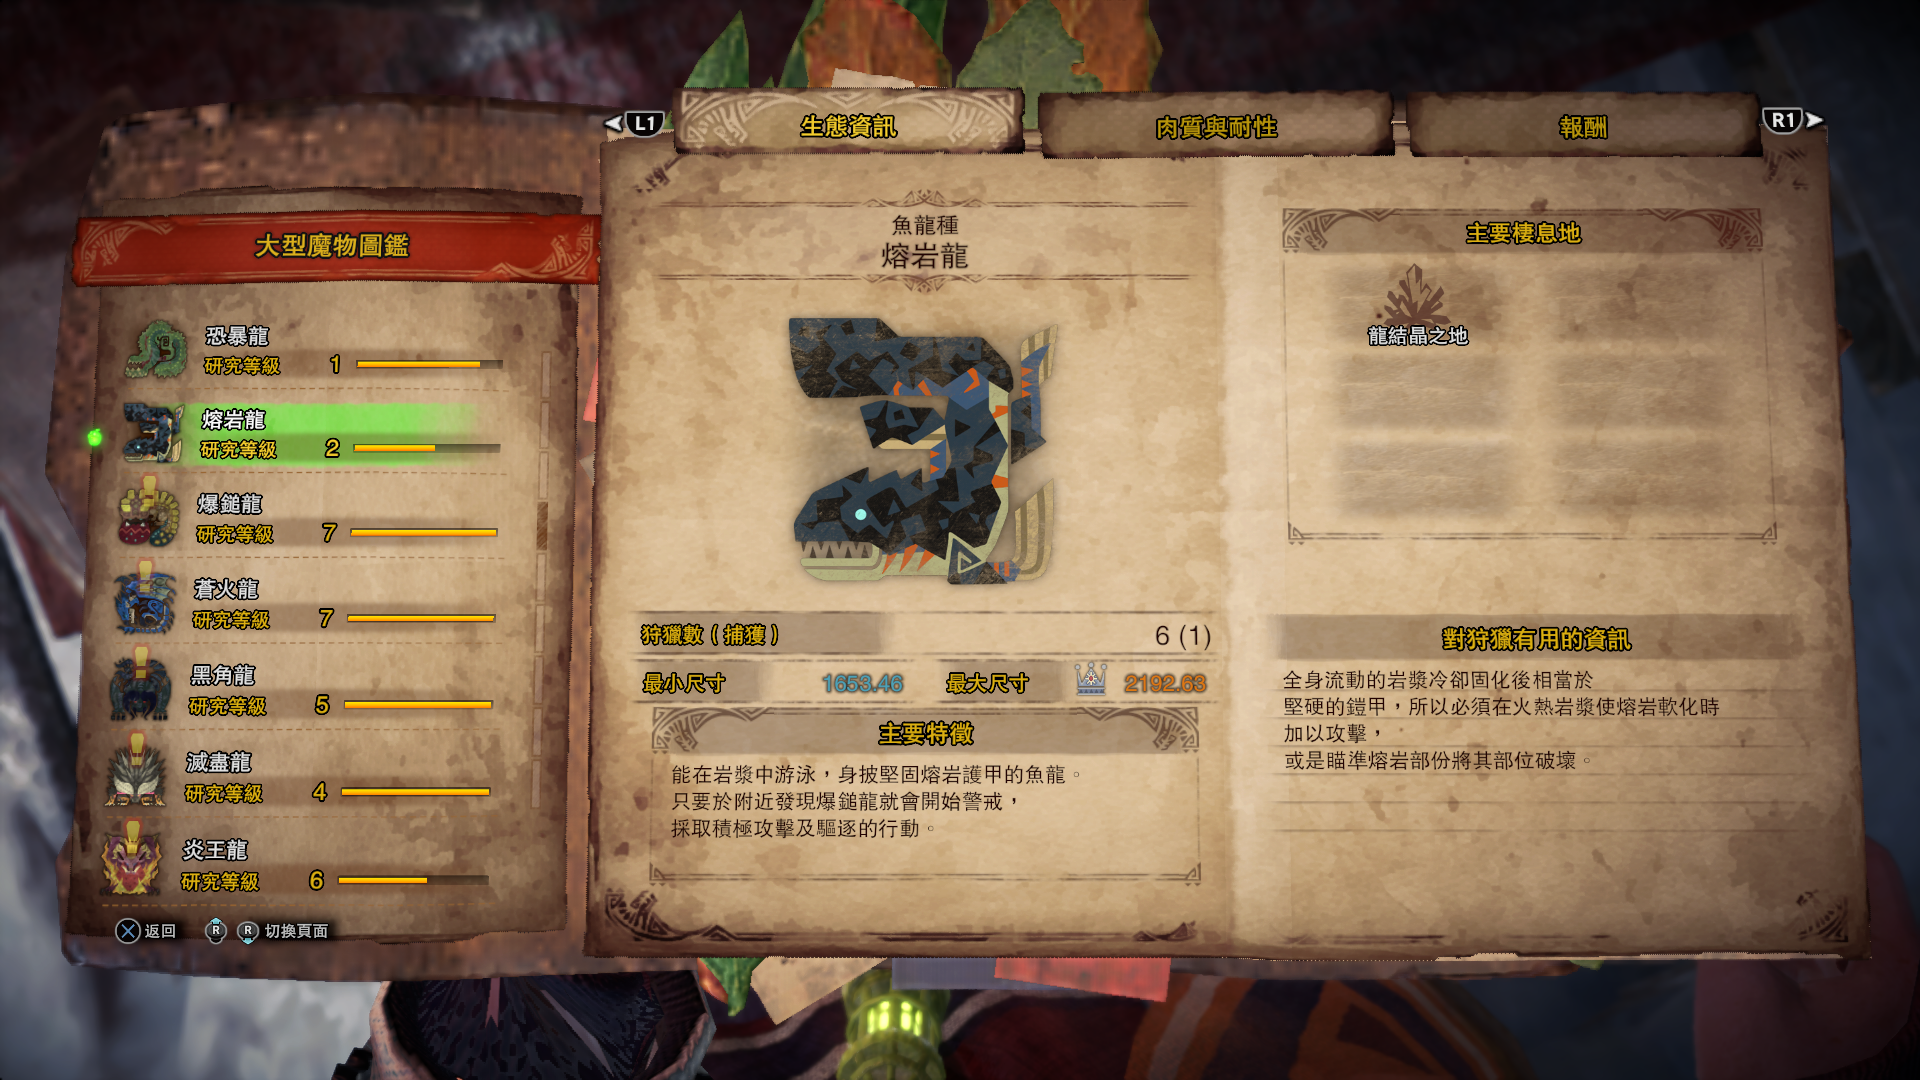 L1
生態資訊
肉質與耐性
報酬
R1
大型魔物圖鑑
恐暴龍
研究等級 1
熔岩龍
研究等級 2
爆鎚龍
研究等級 7
蒼火龍
研究等級 7
黑角龍
研究等級 5
滅盡龍
研究等級 4
炎王龍
研究等級 6
返回
R
R
切換頁面
魚龍種
熔岩龍
狩獵數(捕獲) 6 (1)
最小尺寸 1653.46 最大尺寸 2192.63
主要特徵
能在岩漿中游泳,身披堅固熔岩護甲的魚龍。
只要於附近發現爆鎚龍就會開始警戒,
採取積極攻擊及驅逐的行動。
主要棲息地
龍結晶之地
對狩獵有用的資訊
全身流動的岩漿冷卻固化後相當於
堅硬的鎧甲,所以必須在火熱岩漿使熔岩軟化時
加以攻擊,
或是瞄準熔岩部份將其部位破壞。